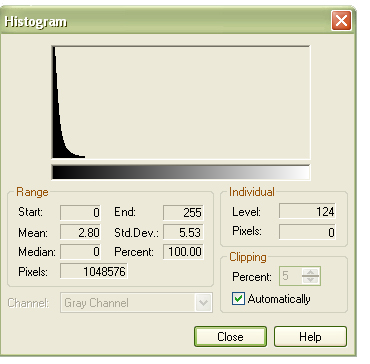 Histogram
Range
Start: 0 End: 255
Mean: 2.80 Std.Dev.: 5.53
Median: 0 Percent: 100.00
Pixels: 1048576
Individual
Level: 124
Pixels: 0
Clipping
Percent: 5
Automatically
Channel: Gray Channel
Close Help